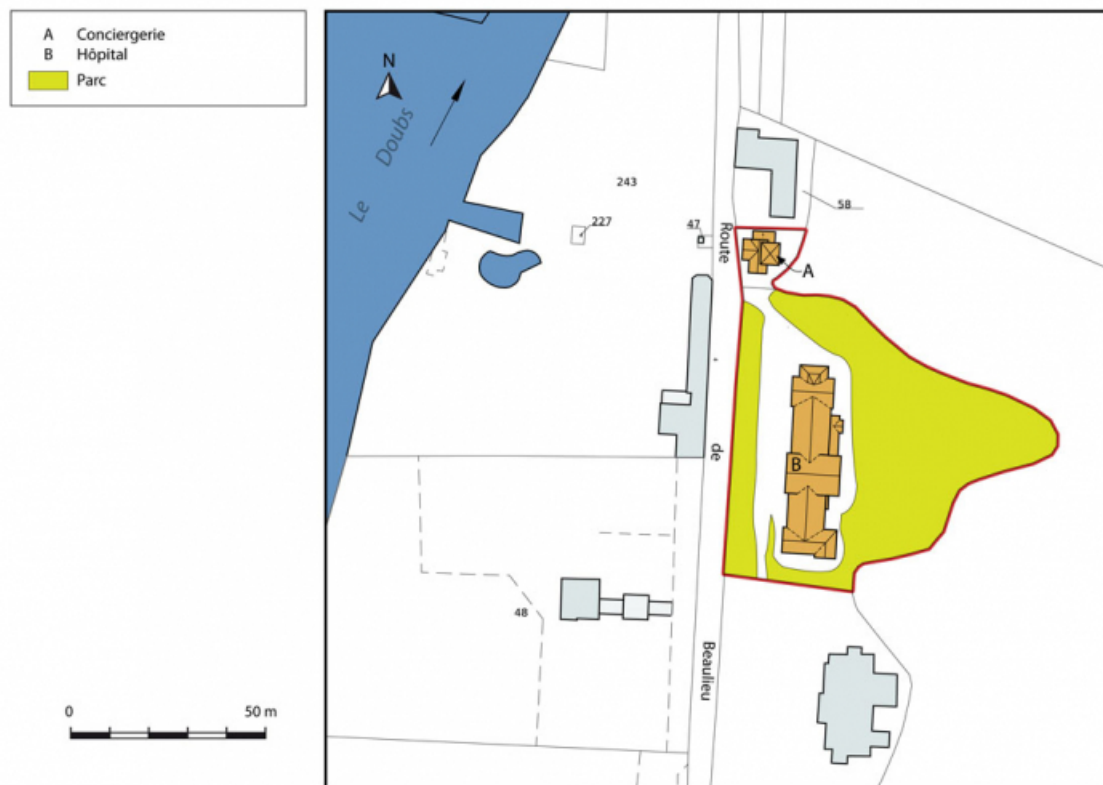 A Conciergerie
B Hôpital
Parc
N
Le Doubs
243
227
47
58
Route de Beaulieu
A
B
48
0 50 m